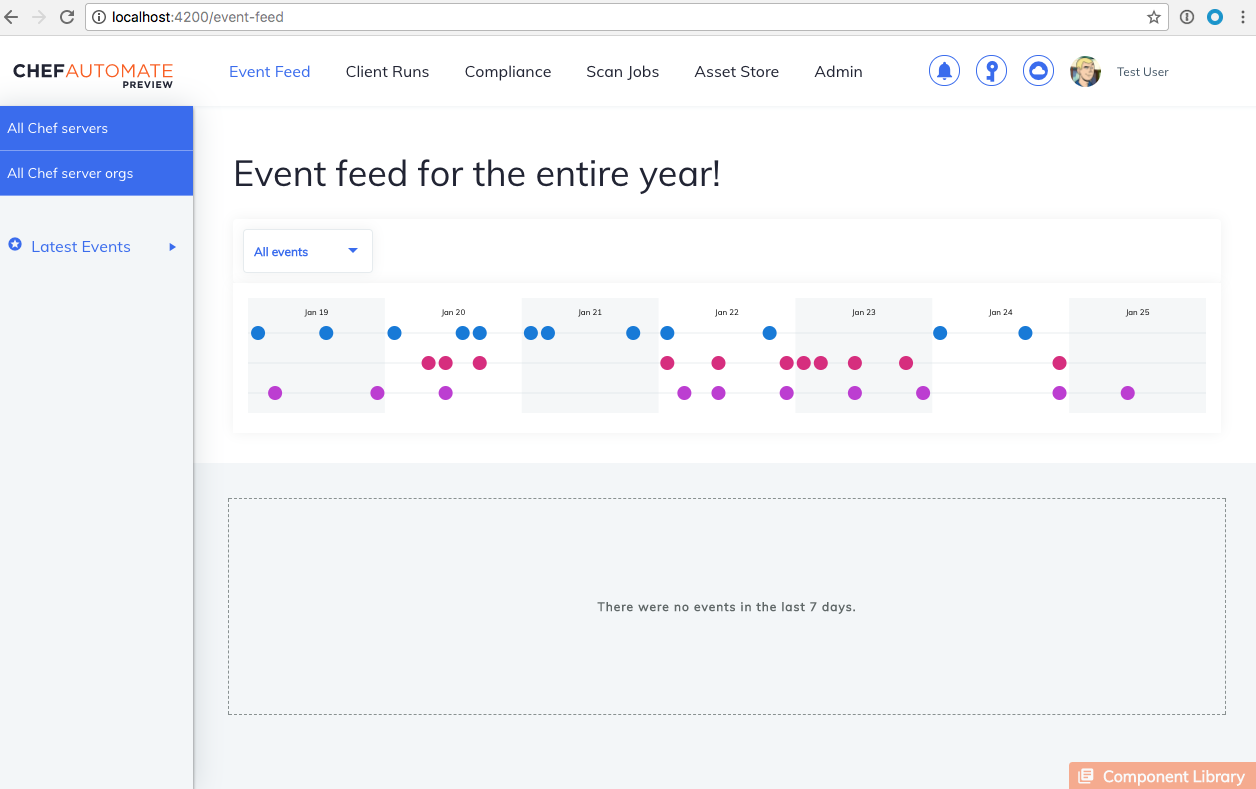 localhost:4200/event-feed
CHEFAUTOMATE
PREVIEW
Event Feed Client Runs Compliance Scan Jobs Asset Store Admin Test User
All Chef servers
All Chef server orgs
Latest Events
Event feed for the entire year!
All events
Jan 19 Jan 20 Jan 21 Jan 22 Jan 23 Jan 24 Jan 25
There were no events in the last 7 days.
Component Library